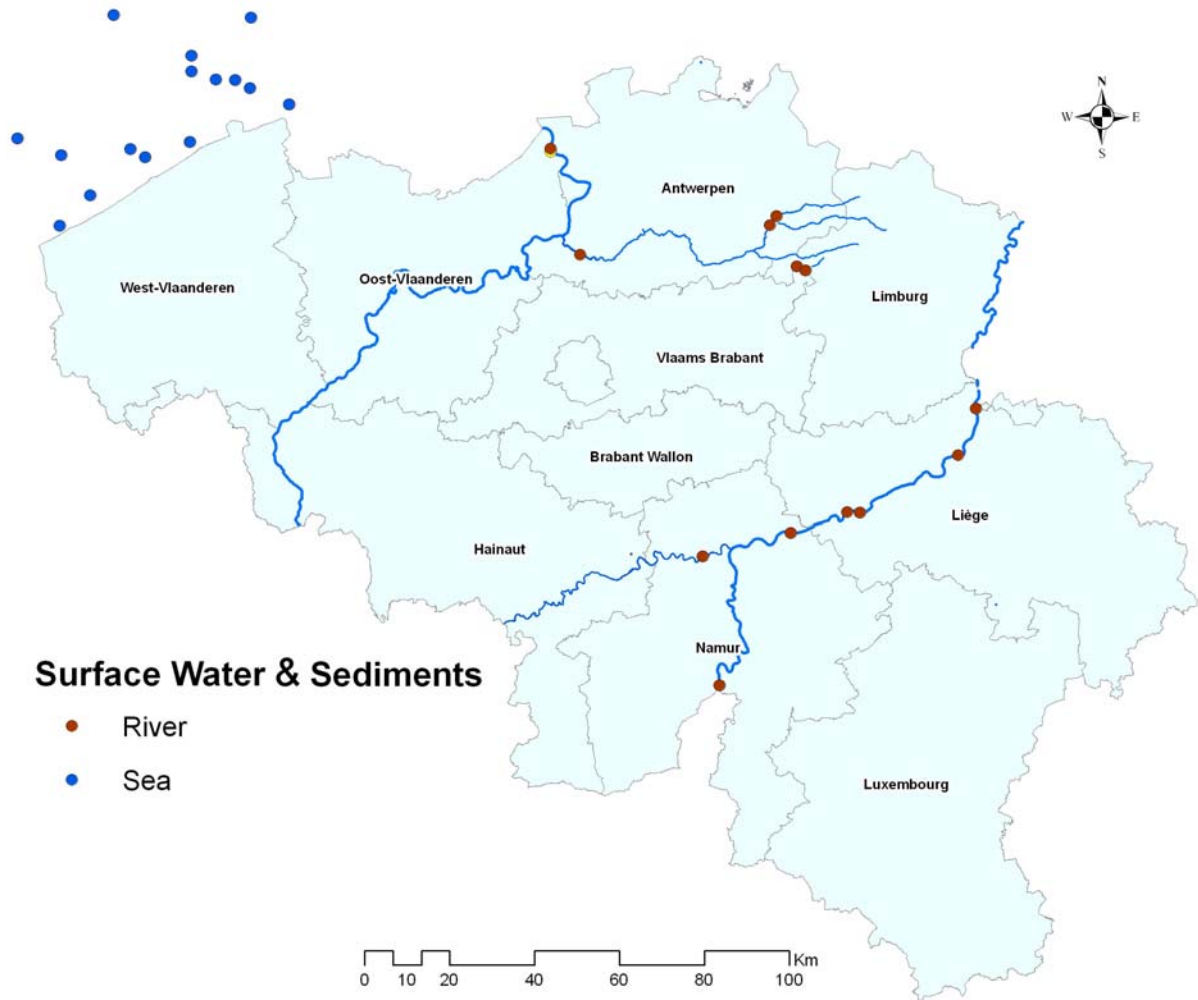 N
W E
S
Antwerpen
West-Vlaanderen
Oost-Vlaanderen
Limburg
Vlaams Brabant
Brabant Wallon
Liège
Hainaut
Namur
Surface Water & Sediments
River
Sea
Luxembourg
Km
0 10 20 40 60 80 100